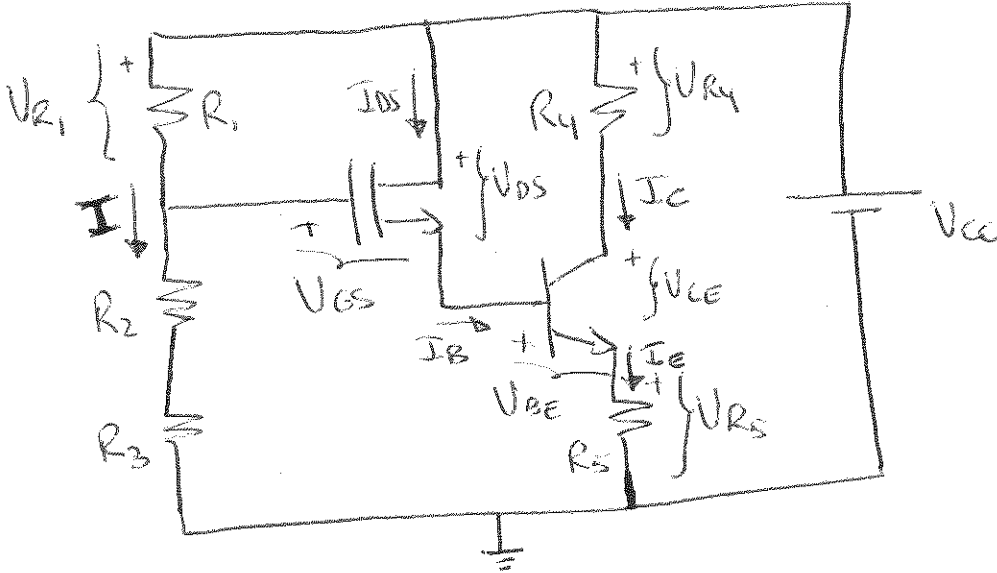 VR1
+
R1
I
IDS
+
VDS
R4
+
VR4
IC
VCC
+
VGS
R2
IB
+
VCE
+
VBE
IE
+
VR5
R3
R5